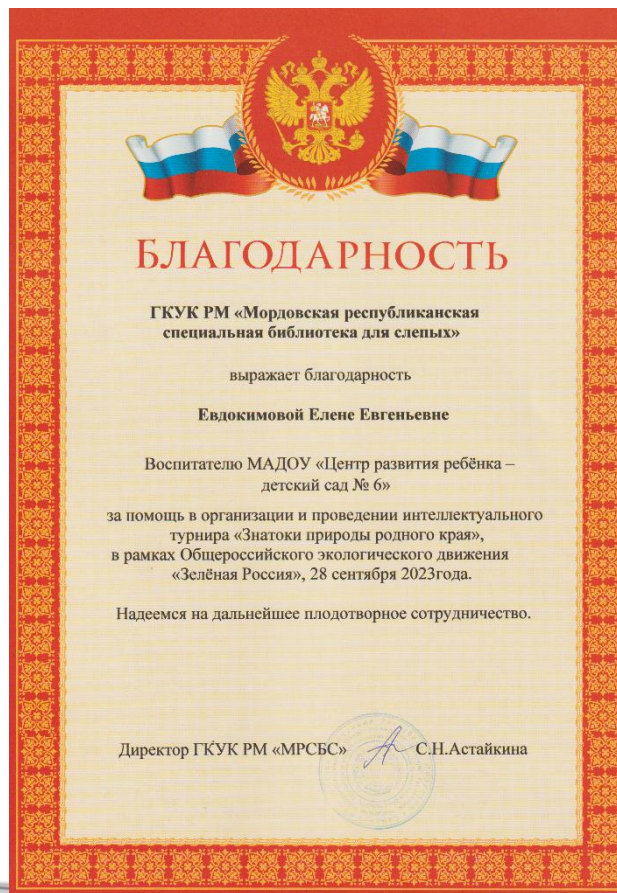 БЛАГОДАРНОСТЬ
ГКУК РМ «Мордовская республиканская
специальная библиотека для слепых»
выражает благодарность
Евдокимовой Елене Евгеньевне
Воспитателю МАДОУ «Центр развития ребёнка –
детский сад № 6»
за помощь в организации и проведении интеллектуального
турнира «Знатоки природы родного края»,
в рамках Общероссийского экологического движения
«Зелёная Россия», 28 сентября 2023года.
Надеемся на дальнейшее плодотворное сотрудничество.
Директор ГКУК РМ «МРСБС» С.Н.Астайкина